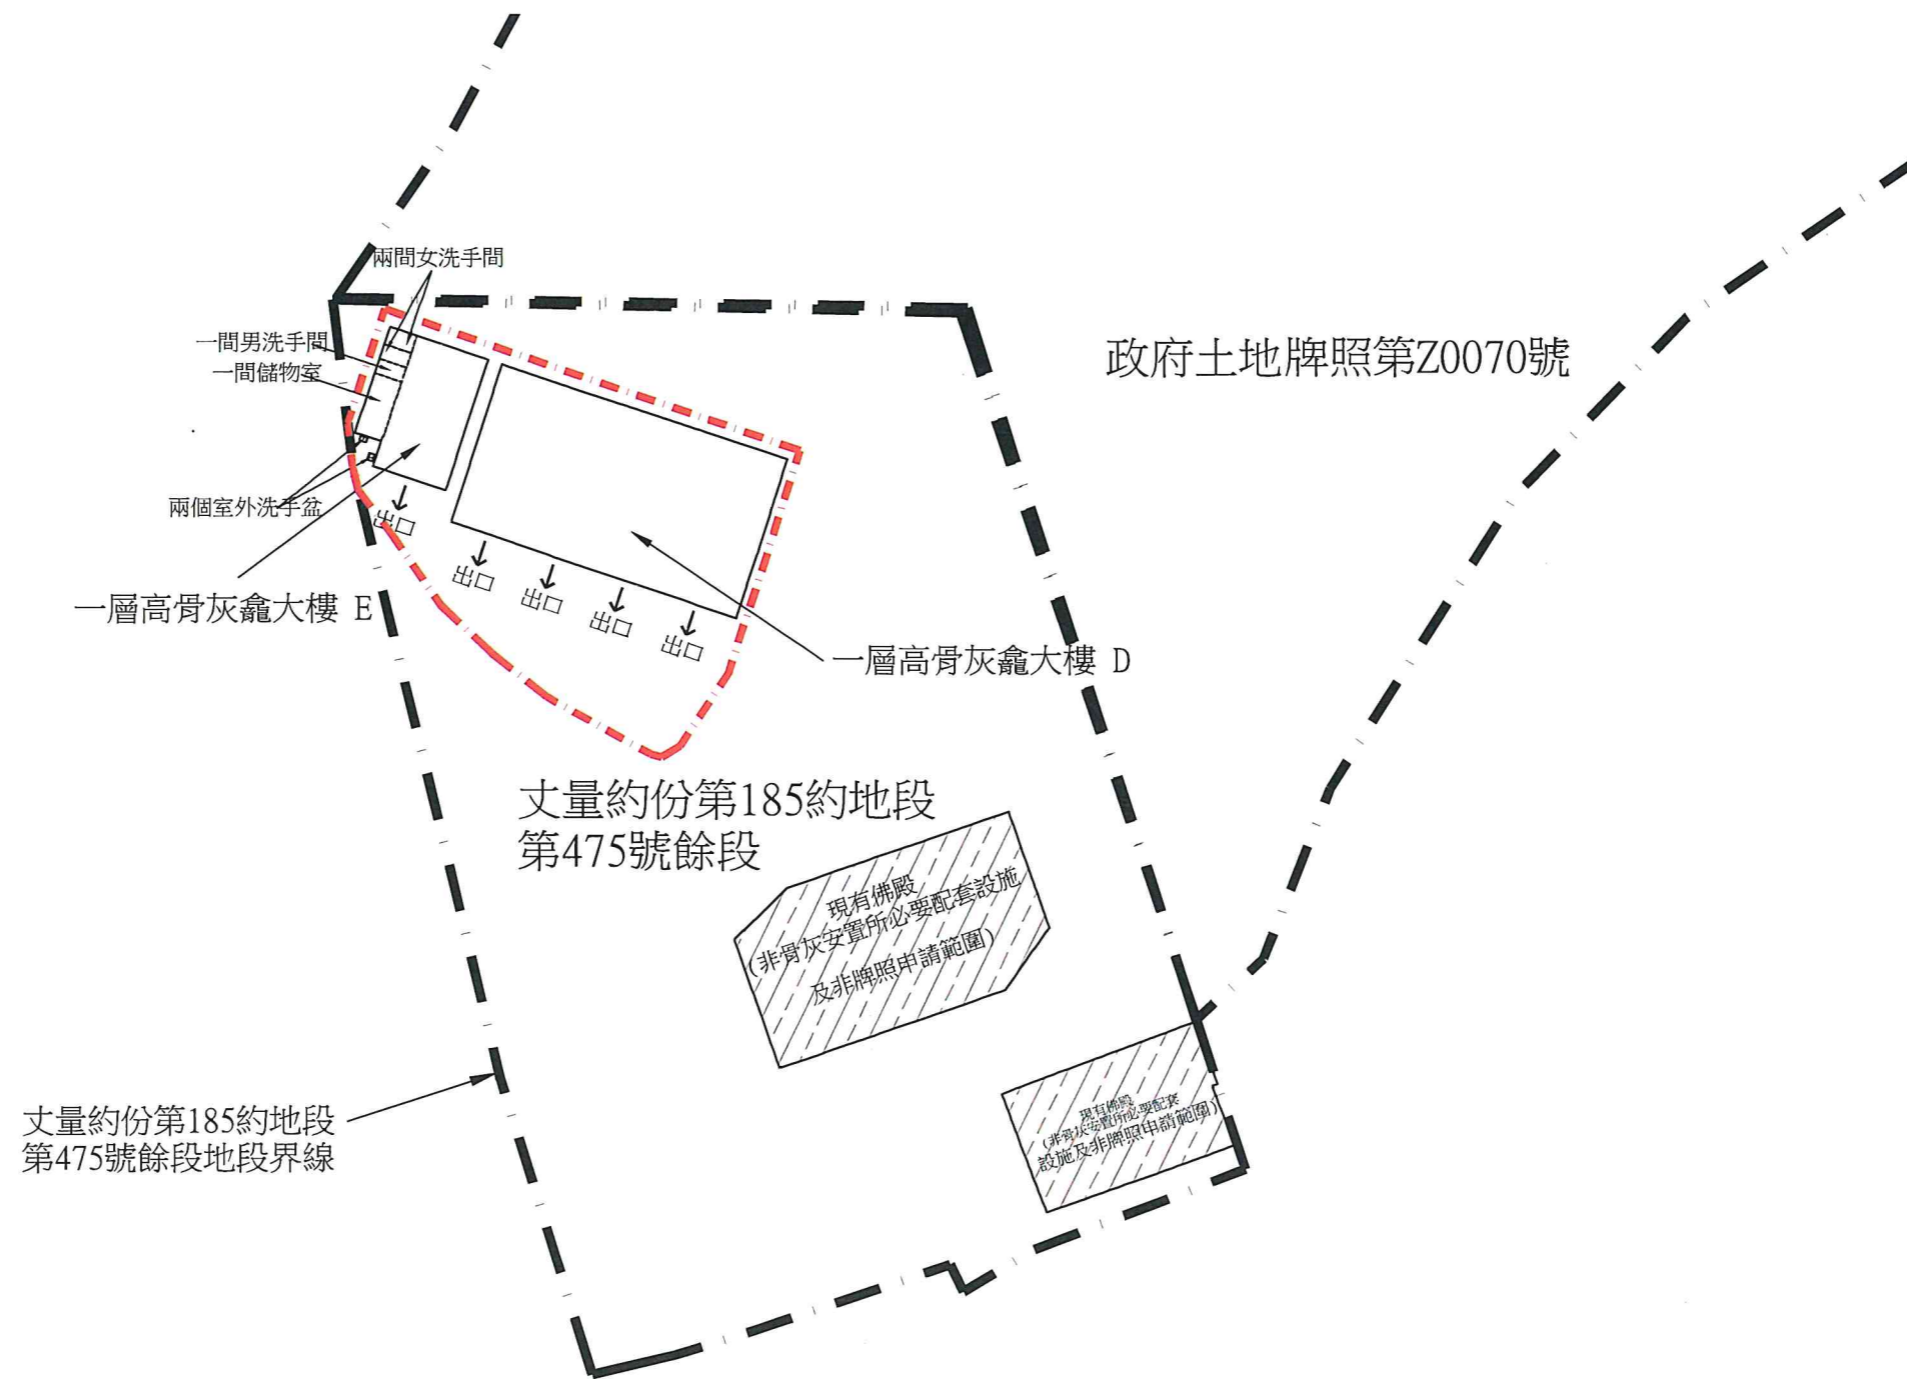 兩間女洗手間
一間男洗手間
一間儲物室
政府土地牌照第Z0070號
兩個室外洗手盆
出口
一層高骨灰龕大樓 E
出口
出口
出口
出口
一層高骨灰龕大樓 D
丈量約份第185約地段
第475號餘段
現有佛殿
(非骨灰安置所必要配套設施
及非牌照申請範圍)
現有佛殿
(非骨灰安置所必要配套
設施及非牌照申請範圍)
丈量約份第185約地段
第475號餘段地段界線